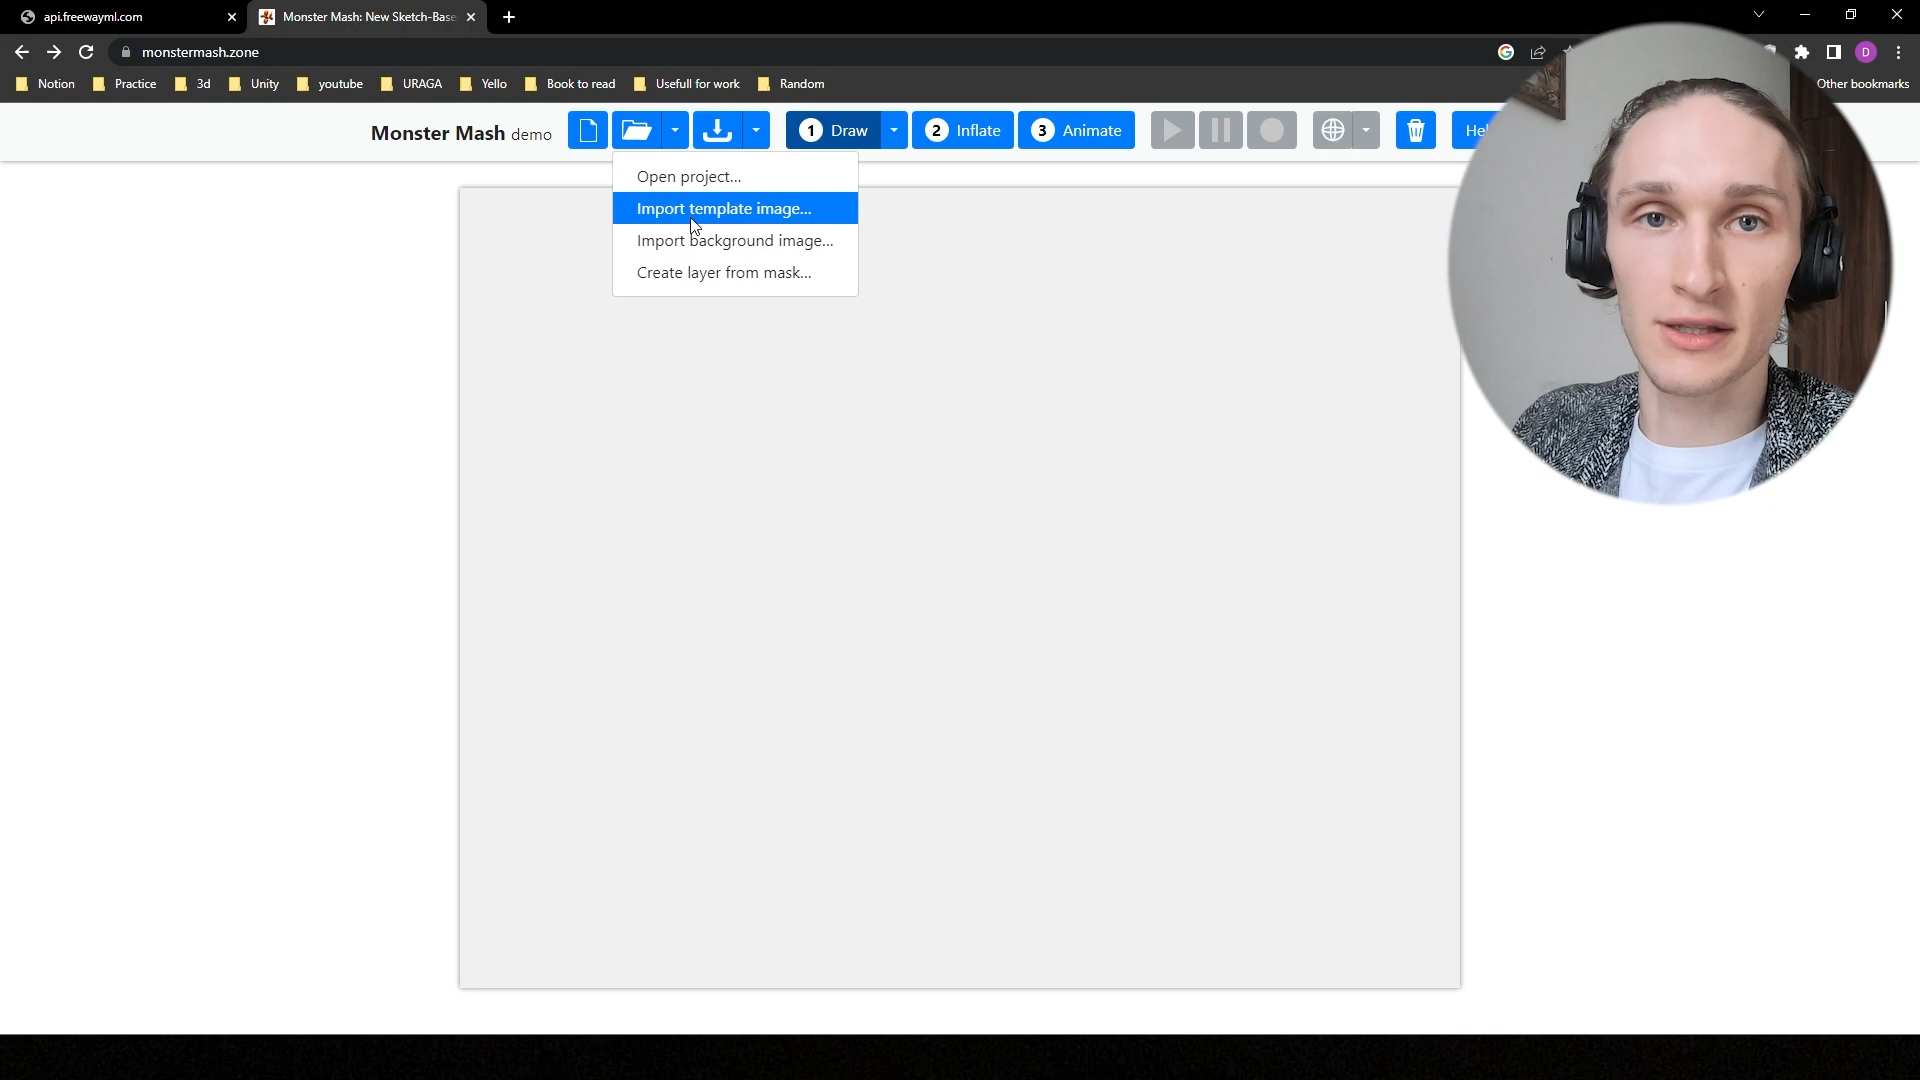 api.freewayml.com
Monster Mash: New Sketch-Base
monstermash.zone
D
Notion
Practice
3d
Unity
youtube
URAGA
Yello
Book to read
Usefull for work
Random
Other bookmarks
Monster Mash demo
1 Draw
2 Inflate
3 Animate
Hel
Open project...
Import template image...
Import background image...
Create layer from mask...